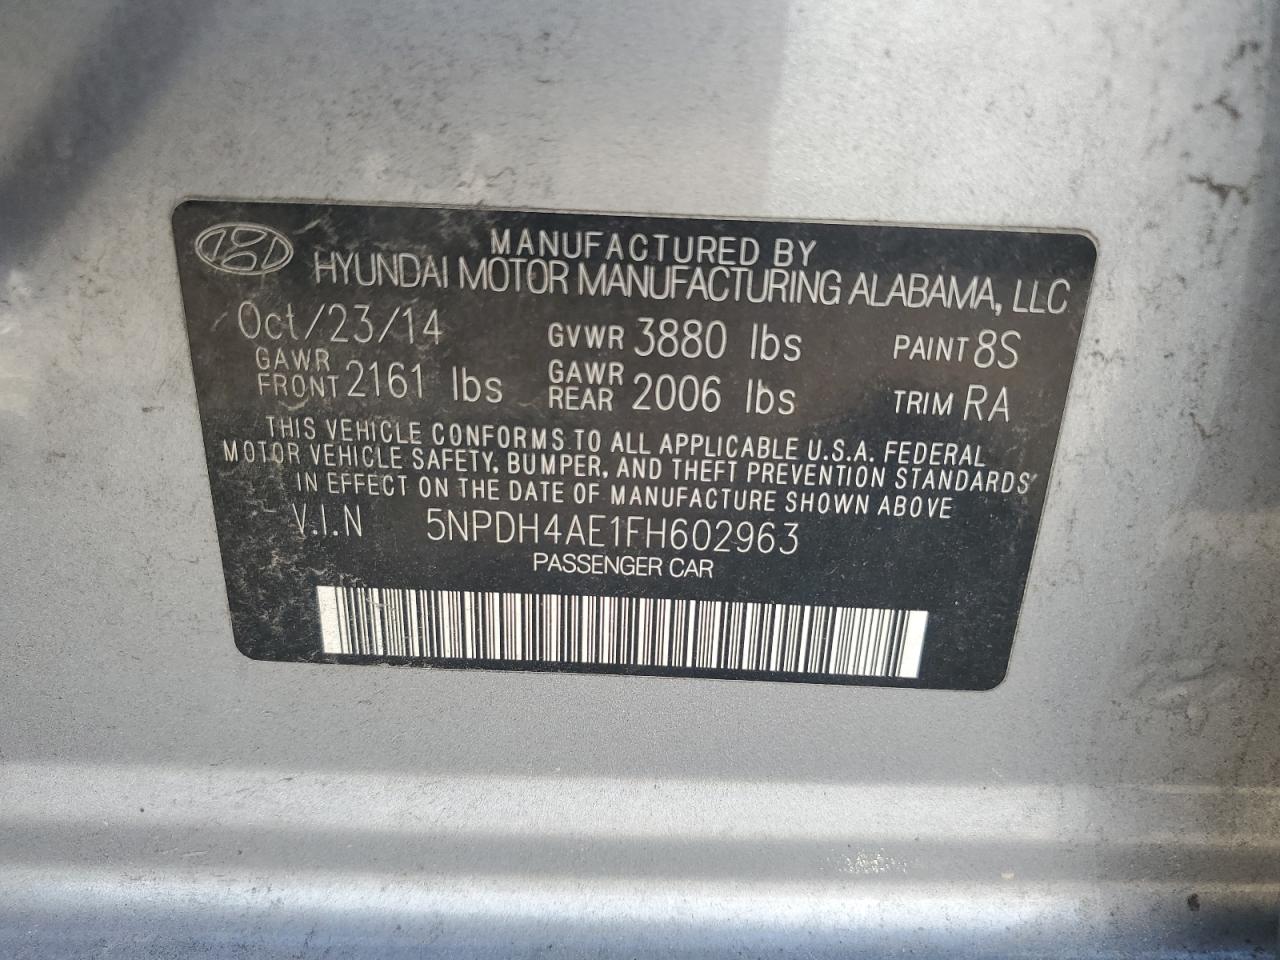 MANUFACTURED BY
HYUNDAI MOTOR MANUFACTURING ALABAMA, LLC
Oct/23/14 GVWR 3880 lbs PAINT 8S
GAWR FRONT 2161 lbs GAWR REAR 2006 lbs TRIM RA
THIS VEHICLE CONFORMS TO ALL APPLICABLE U.S.A. FEDERAL
MOTOR VEHICLE SAFETY, BUMPER, AND THEFT PREVENTION STANDARDS
IN EFFECT ON THE DATE OF MANUFACTURE SHOWN ABOVE
V.I.N 5NPDH4AE1FH602963
PASSENGER CAR